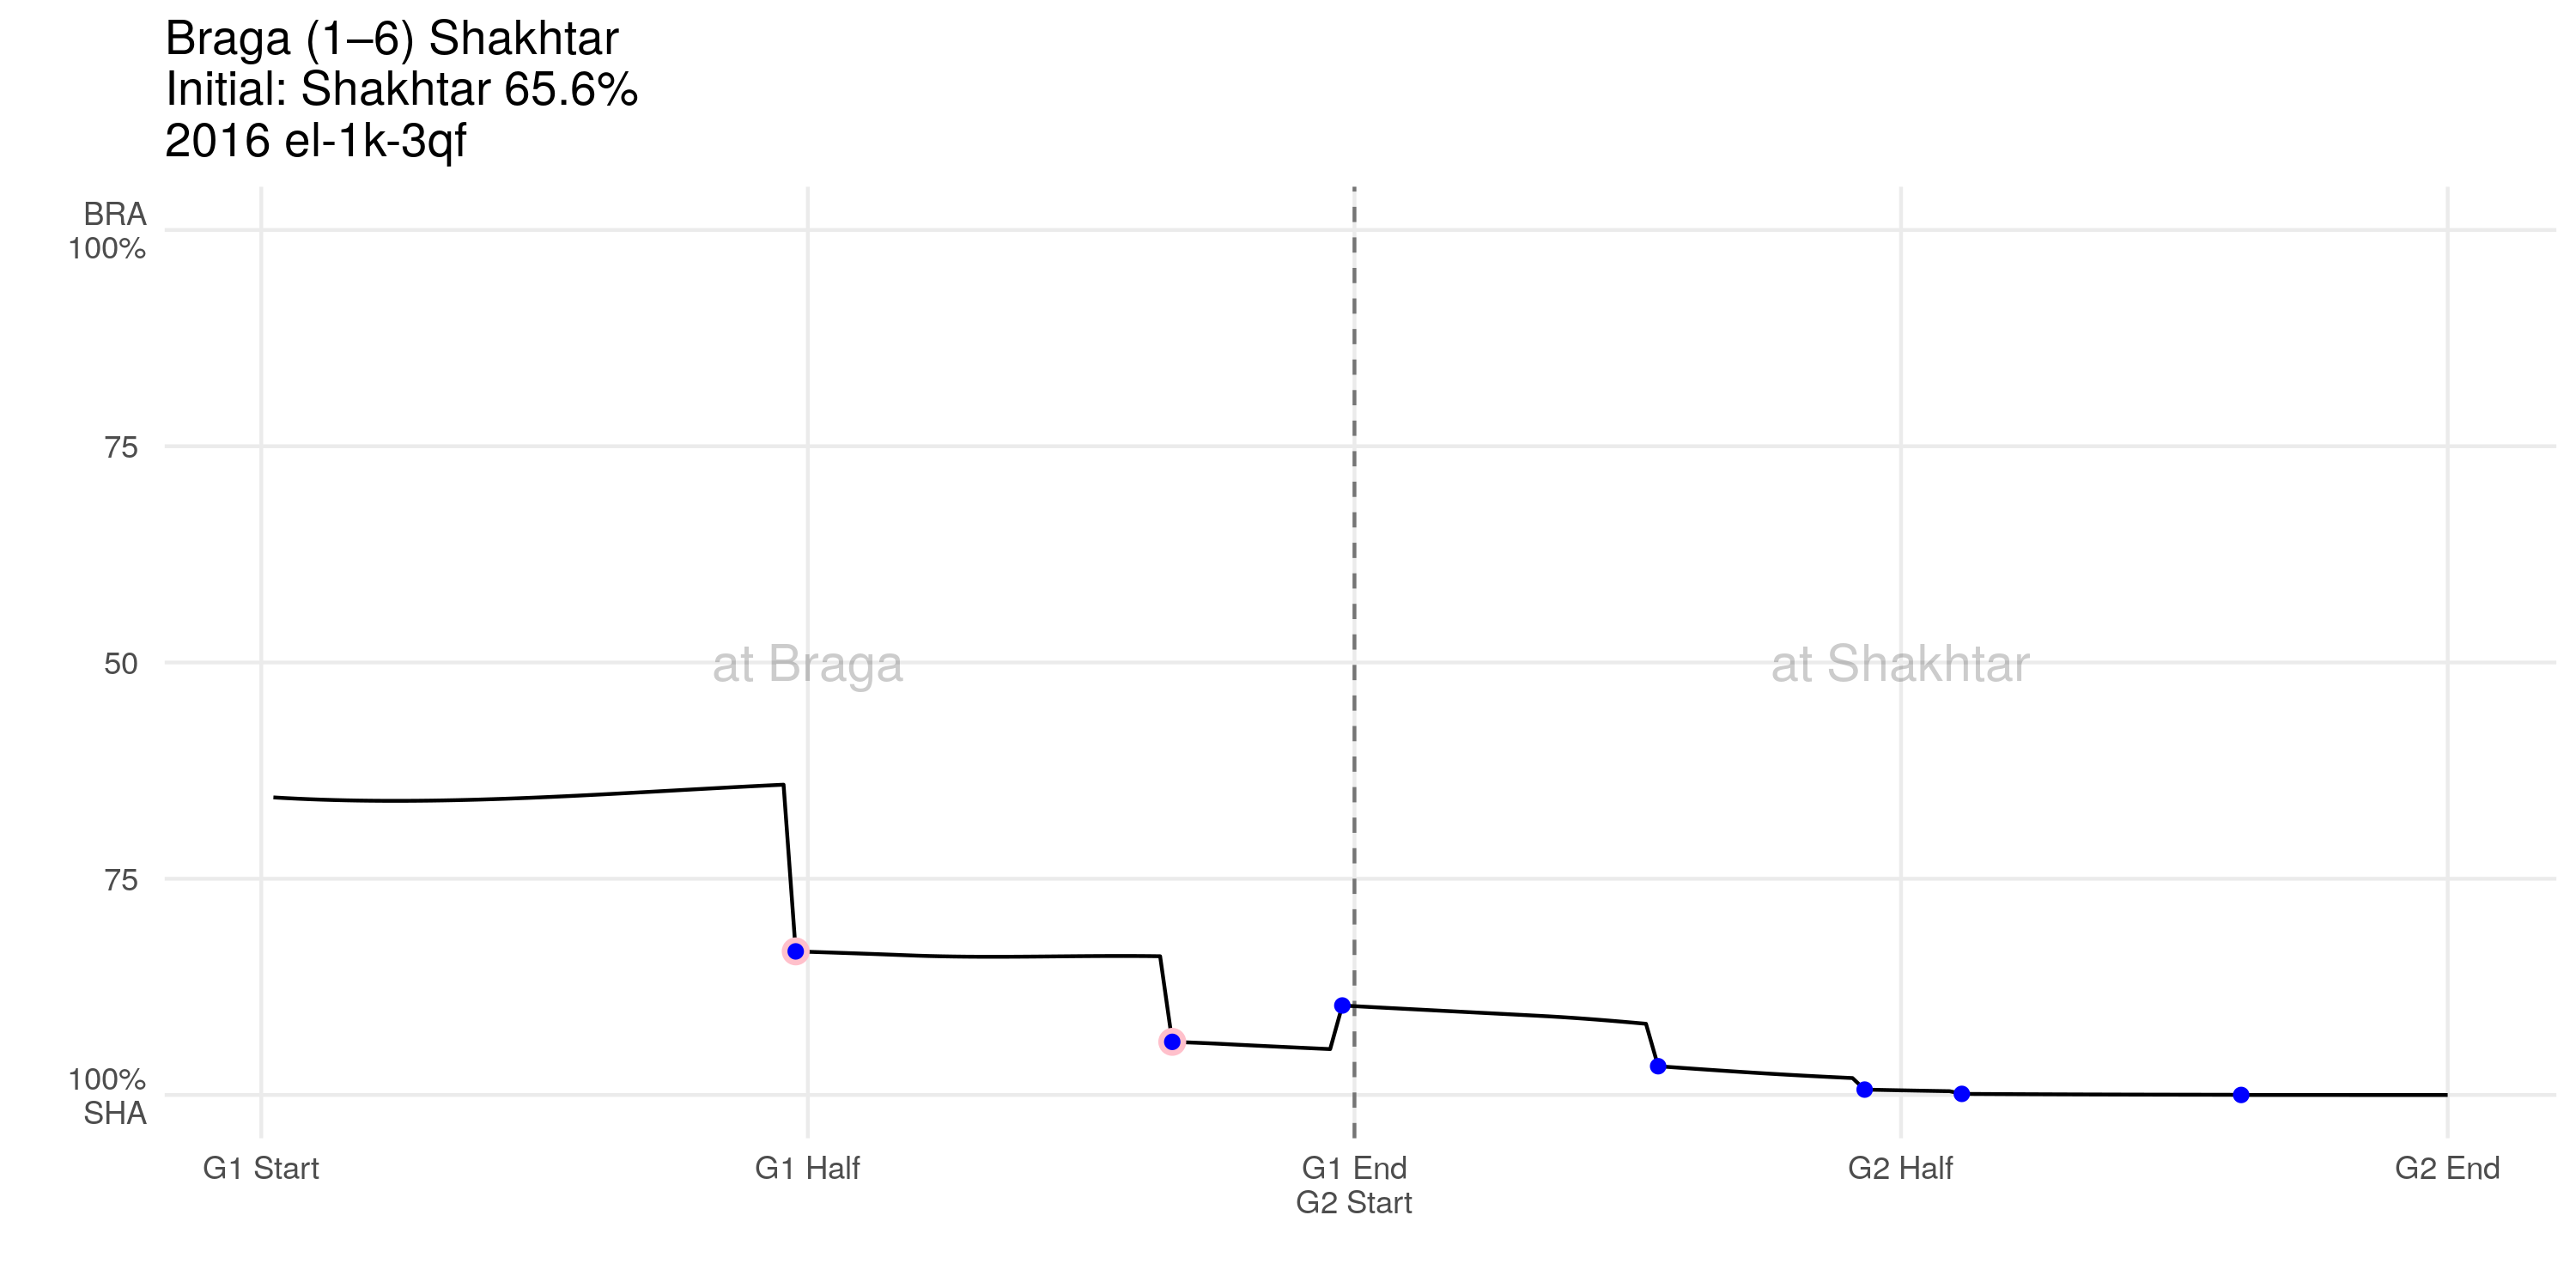 Braga (1–6) Shakhtar
Initial: Shakhtar 65.6%
2016 el-1k-3qf
BRA
100%
75
50
at Braga
at Shakhtar
75
100%
SHA
G1 Start
G1 Half
G1 End
G2 Start
G2 Half
G2 End